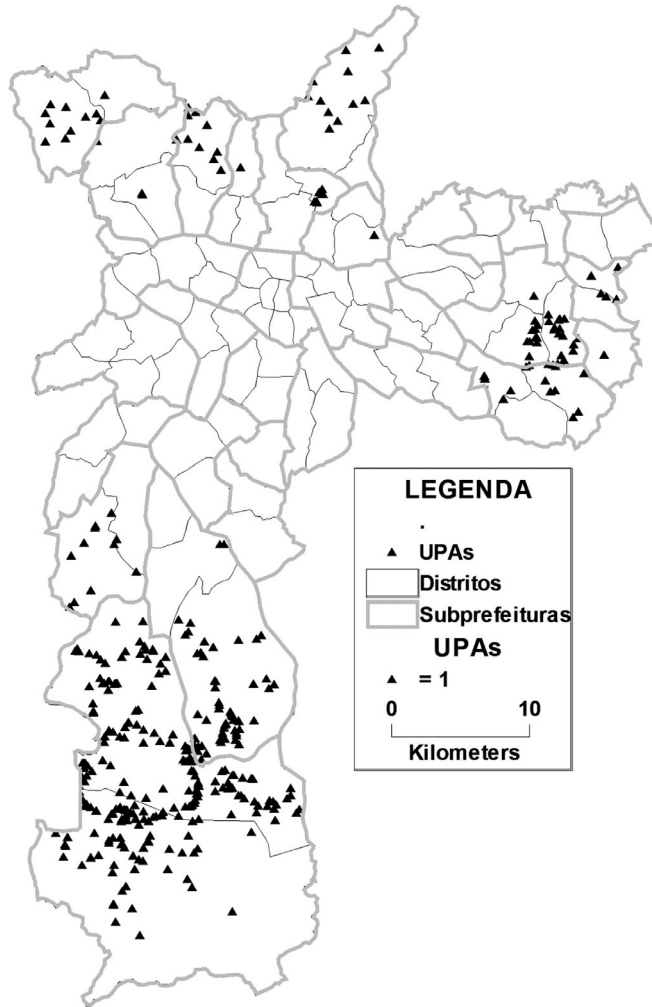 LEGENDA
.
UPAs
Distritos
Subprefeituras
UPAs
= 1
0 10
Kilometers